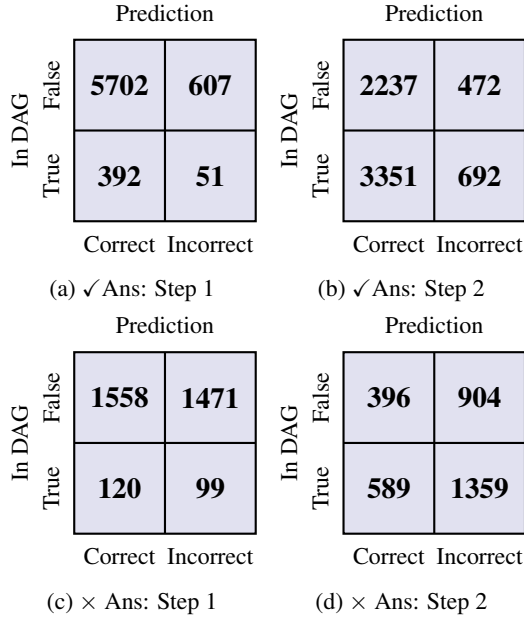 Prediction
Prediction
In DAG
False
5702 607
True
392 51
Correct Incorrect
(a) ✓Ans: Step 1
In DAG
False
2237 472
True
3351 692
Correct Incorrect
(b) ✓Ans: Step 2
Prediction
Prediction
In DAG
False
1558 1471
True
120 99
Correct Incorrect
(c) × Ans: Step 1
In DAG
False
396 904
True
589 1359
Correct Incorrect
(d) × Ans: Step 2